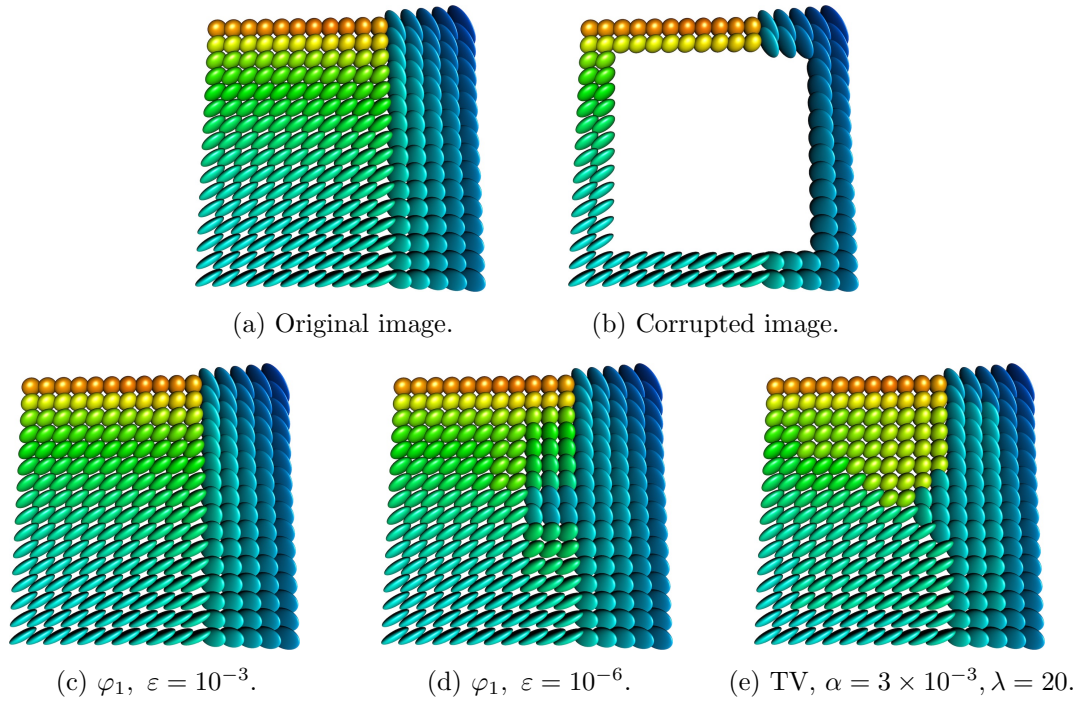 (a) Original image.
(b) Corrupted image.
(c) φ₁, ε = 10⁻³.
(d) φ₁, ε = 10⁻⁶.
(e) TV, α = 3 × 10⁻³, λ = 20.